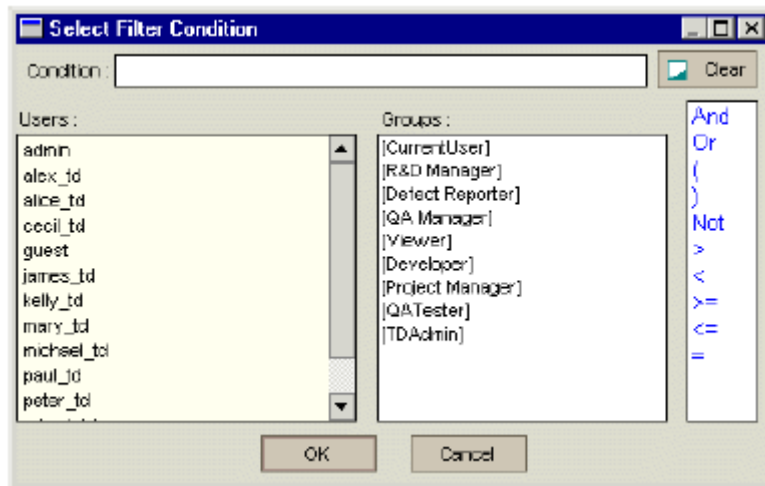 Select Filter Condition
Condition :
Clear
Users :
admin
alex_td
alice_td
cecil_td
guest
james_td
kelly_td
mary_td
michael_td
paul_td
peter_td
Groups :
[CurrentUser]
[R&D Manager]
[Defect Reporter]
[QA Manager]
[Viewer]
[Developer]
[Project Manager]
[QATester]
[TDAdmin]
And
Or
(
)
Not
>
<
>=
<=
=
OK
Cancel